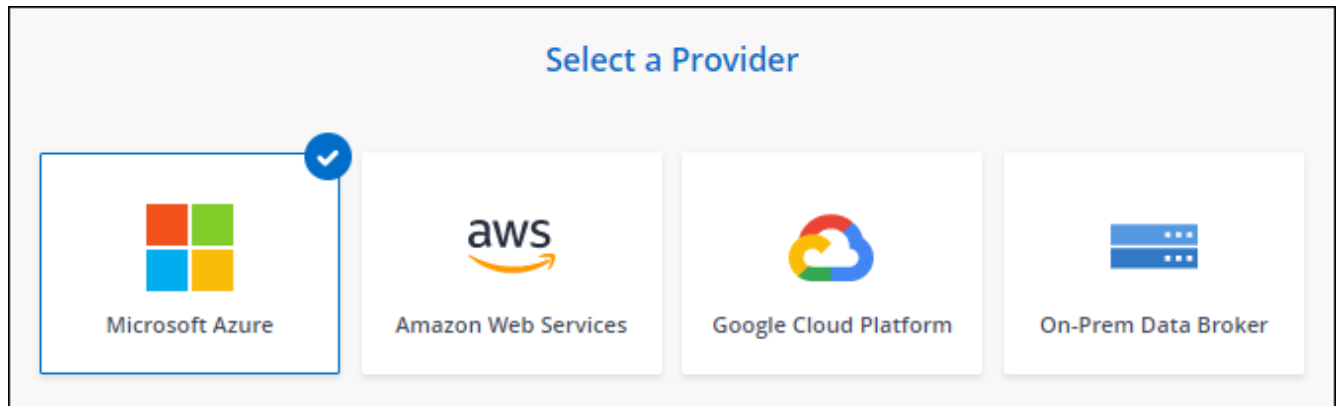 Select a Provider
aws
Microsoft Azure
Amazon Web Services
Google Cloud Platform
On-Prem Data Broker